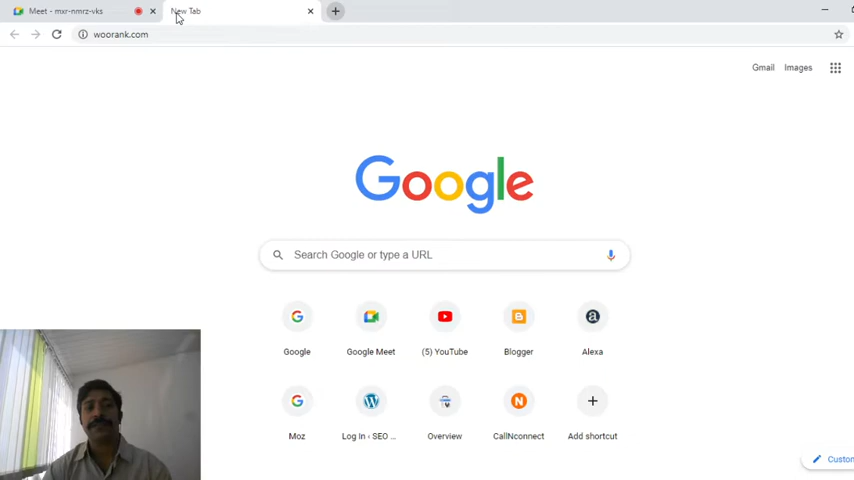 Meet - mxr-nmrz-vks
New Tab
woorank.com
Gmail Images
Google
Search Google or type a URL
Google Google Meet (5) YouTube Blogger Alexa
Moz Log In ‹ SEO ... Overview CallNconnect Add shortcut